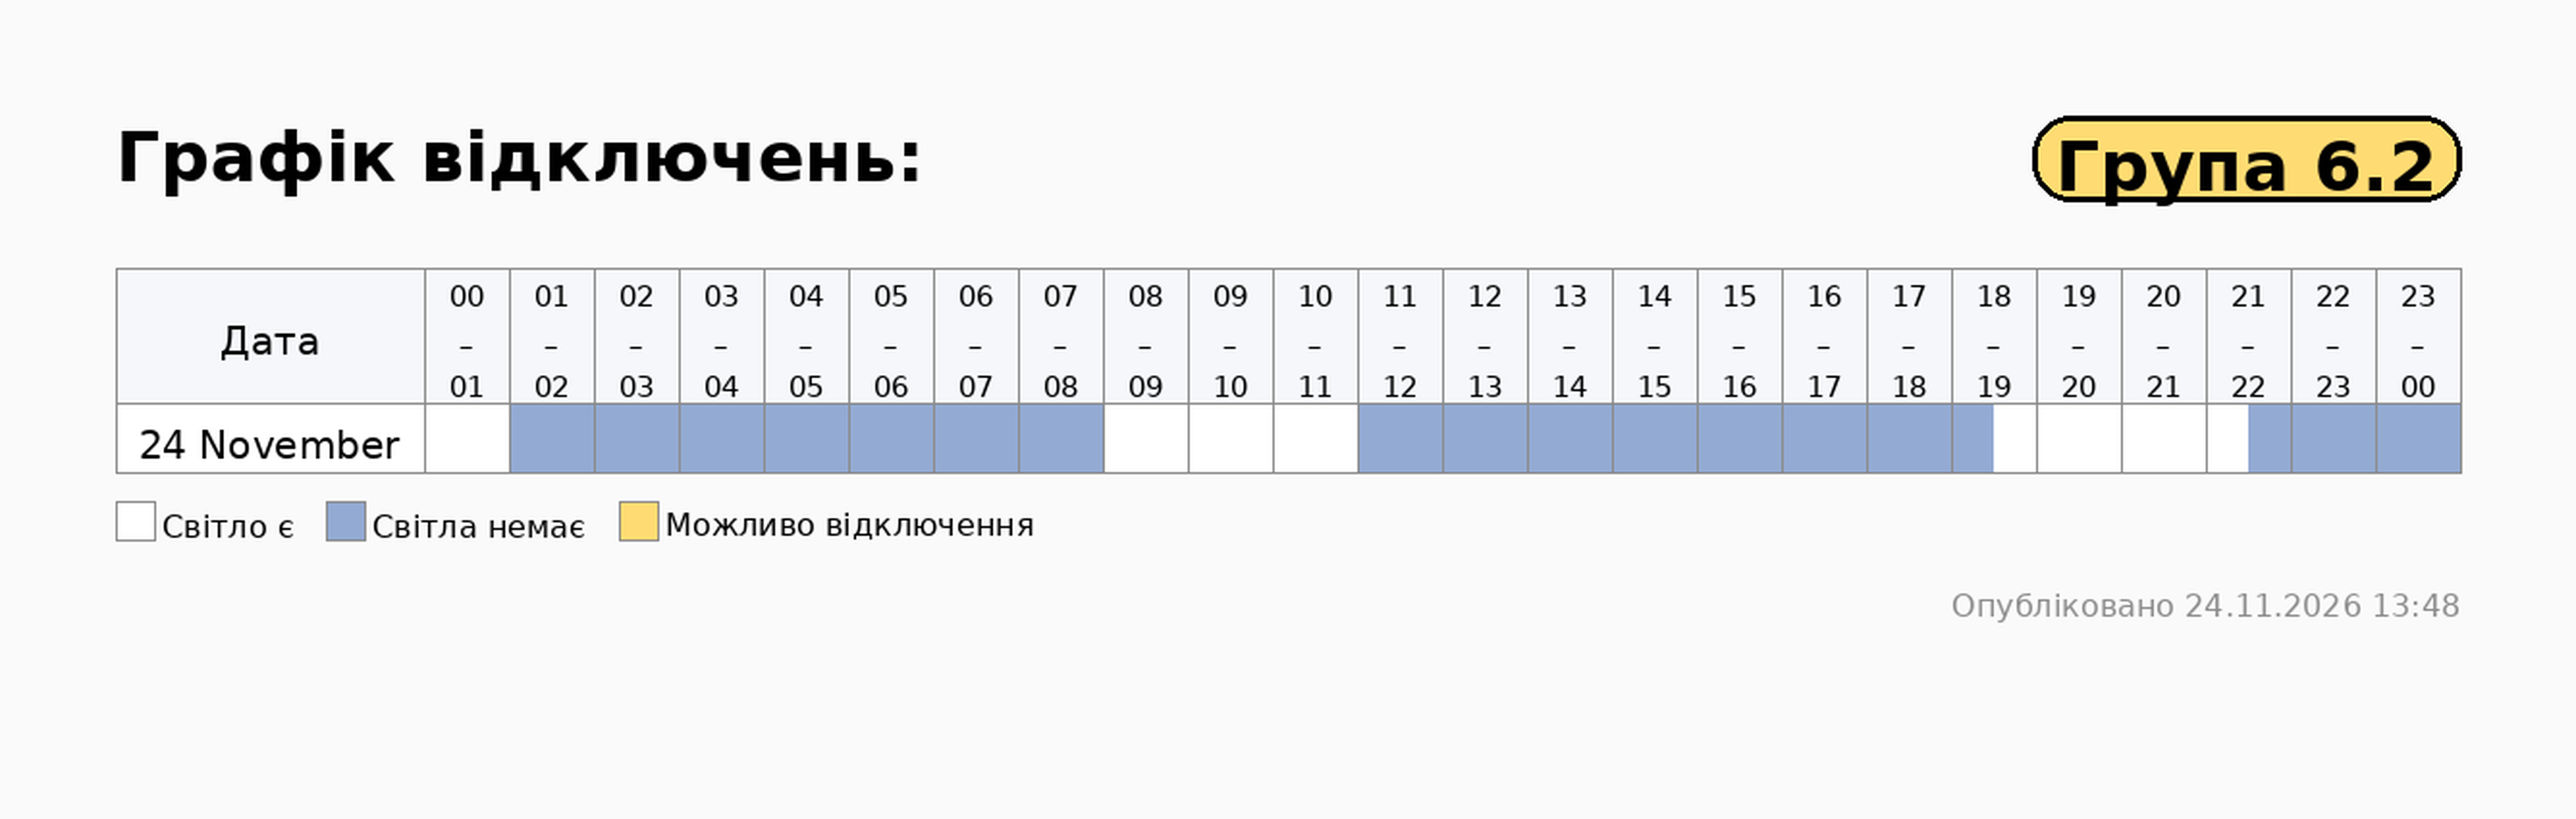 Графік відключень:
Група 6.2
Дата
00 – 01
01 – 02
02 – 03
03 – 04
04 – 05
05 – 06
06 – 07
07 – 08
08 – 09
09 – 10
10 – 11
11 – 12
12 – 13
13 – 14
14 – 15
15 – 16
16 – 17
17 – 18
18 – 19
19 – 20
20 – 21
21 – 22
22 – 23
23 – 00
24 November
Світло є
Світла немає
Можливо відключення
Опубліковано 24.11.2026 13:48